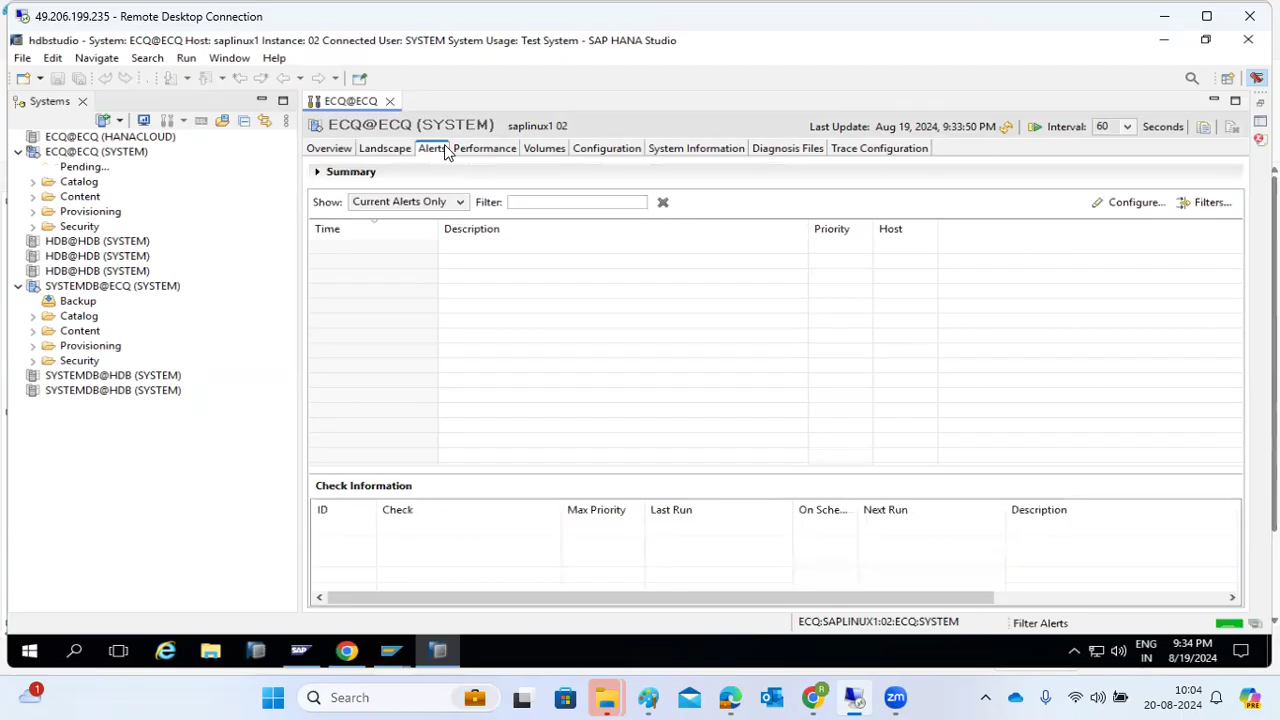 49.206.199.235 - Remote Desktop Connection
hdbstudio - System: ECQ@ECQ Host: saplinux1 Instance: 02 Connected User: SYSTEM System Usage: Test System - SAP HANA Studio
File Edit Navigate Search Run Window Help
Systems
ECQ@ECQ
ECQ@ECQ (SYSTEM) saplinux1 02
Last Update: Aug 19, 2024, 9:33:50 PM Interval: 60 Seconds
Overview Landscape Alerts Performance Volumes Configuration System Information Diagnosis Files Trace Configuration
ECQ@ECQ (HANACLOUD)
ECQ@ECQ (SYSTEM)
Pending...
Catalog
Content
Provisioning
Security
HDB@HDB (SYSTEM)
HDB@HDB (SYSTEM)
HDB@HDB (SYSTEM)
SYSTEMDB@ECQ (SYSTEM)
Backup
Catalog
Content
Provisioning
Security
SYSTEMDB@HDB (SYSTEM)
SYSTEMDB@HDB (SYSTEM)
Summary
Show: Current Alerts Only Filter: Configure... Filters...
Time Description Priority Host
Check Information
ID Check Max Priority Last Run On Sche... Next Run Description
ECQ:SAPLINUX1:02:ECQ:SYSTEM Filter Alerts
SAP
ENG
IN
9:34 PM
8/19/2024
1
Search
R
zm
PRE
10:04
20-08-2024